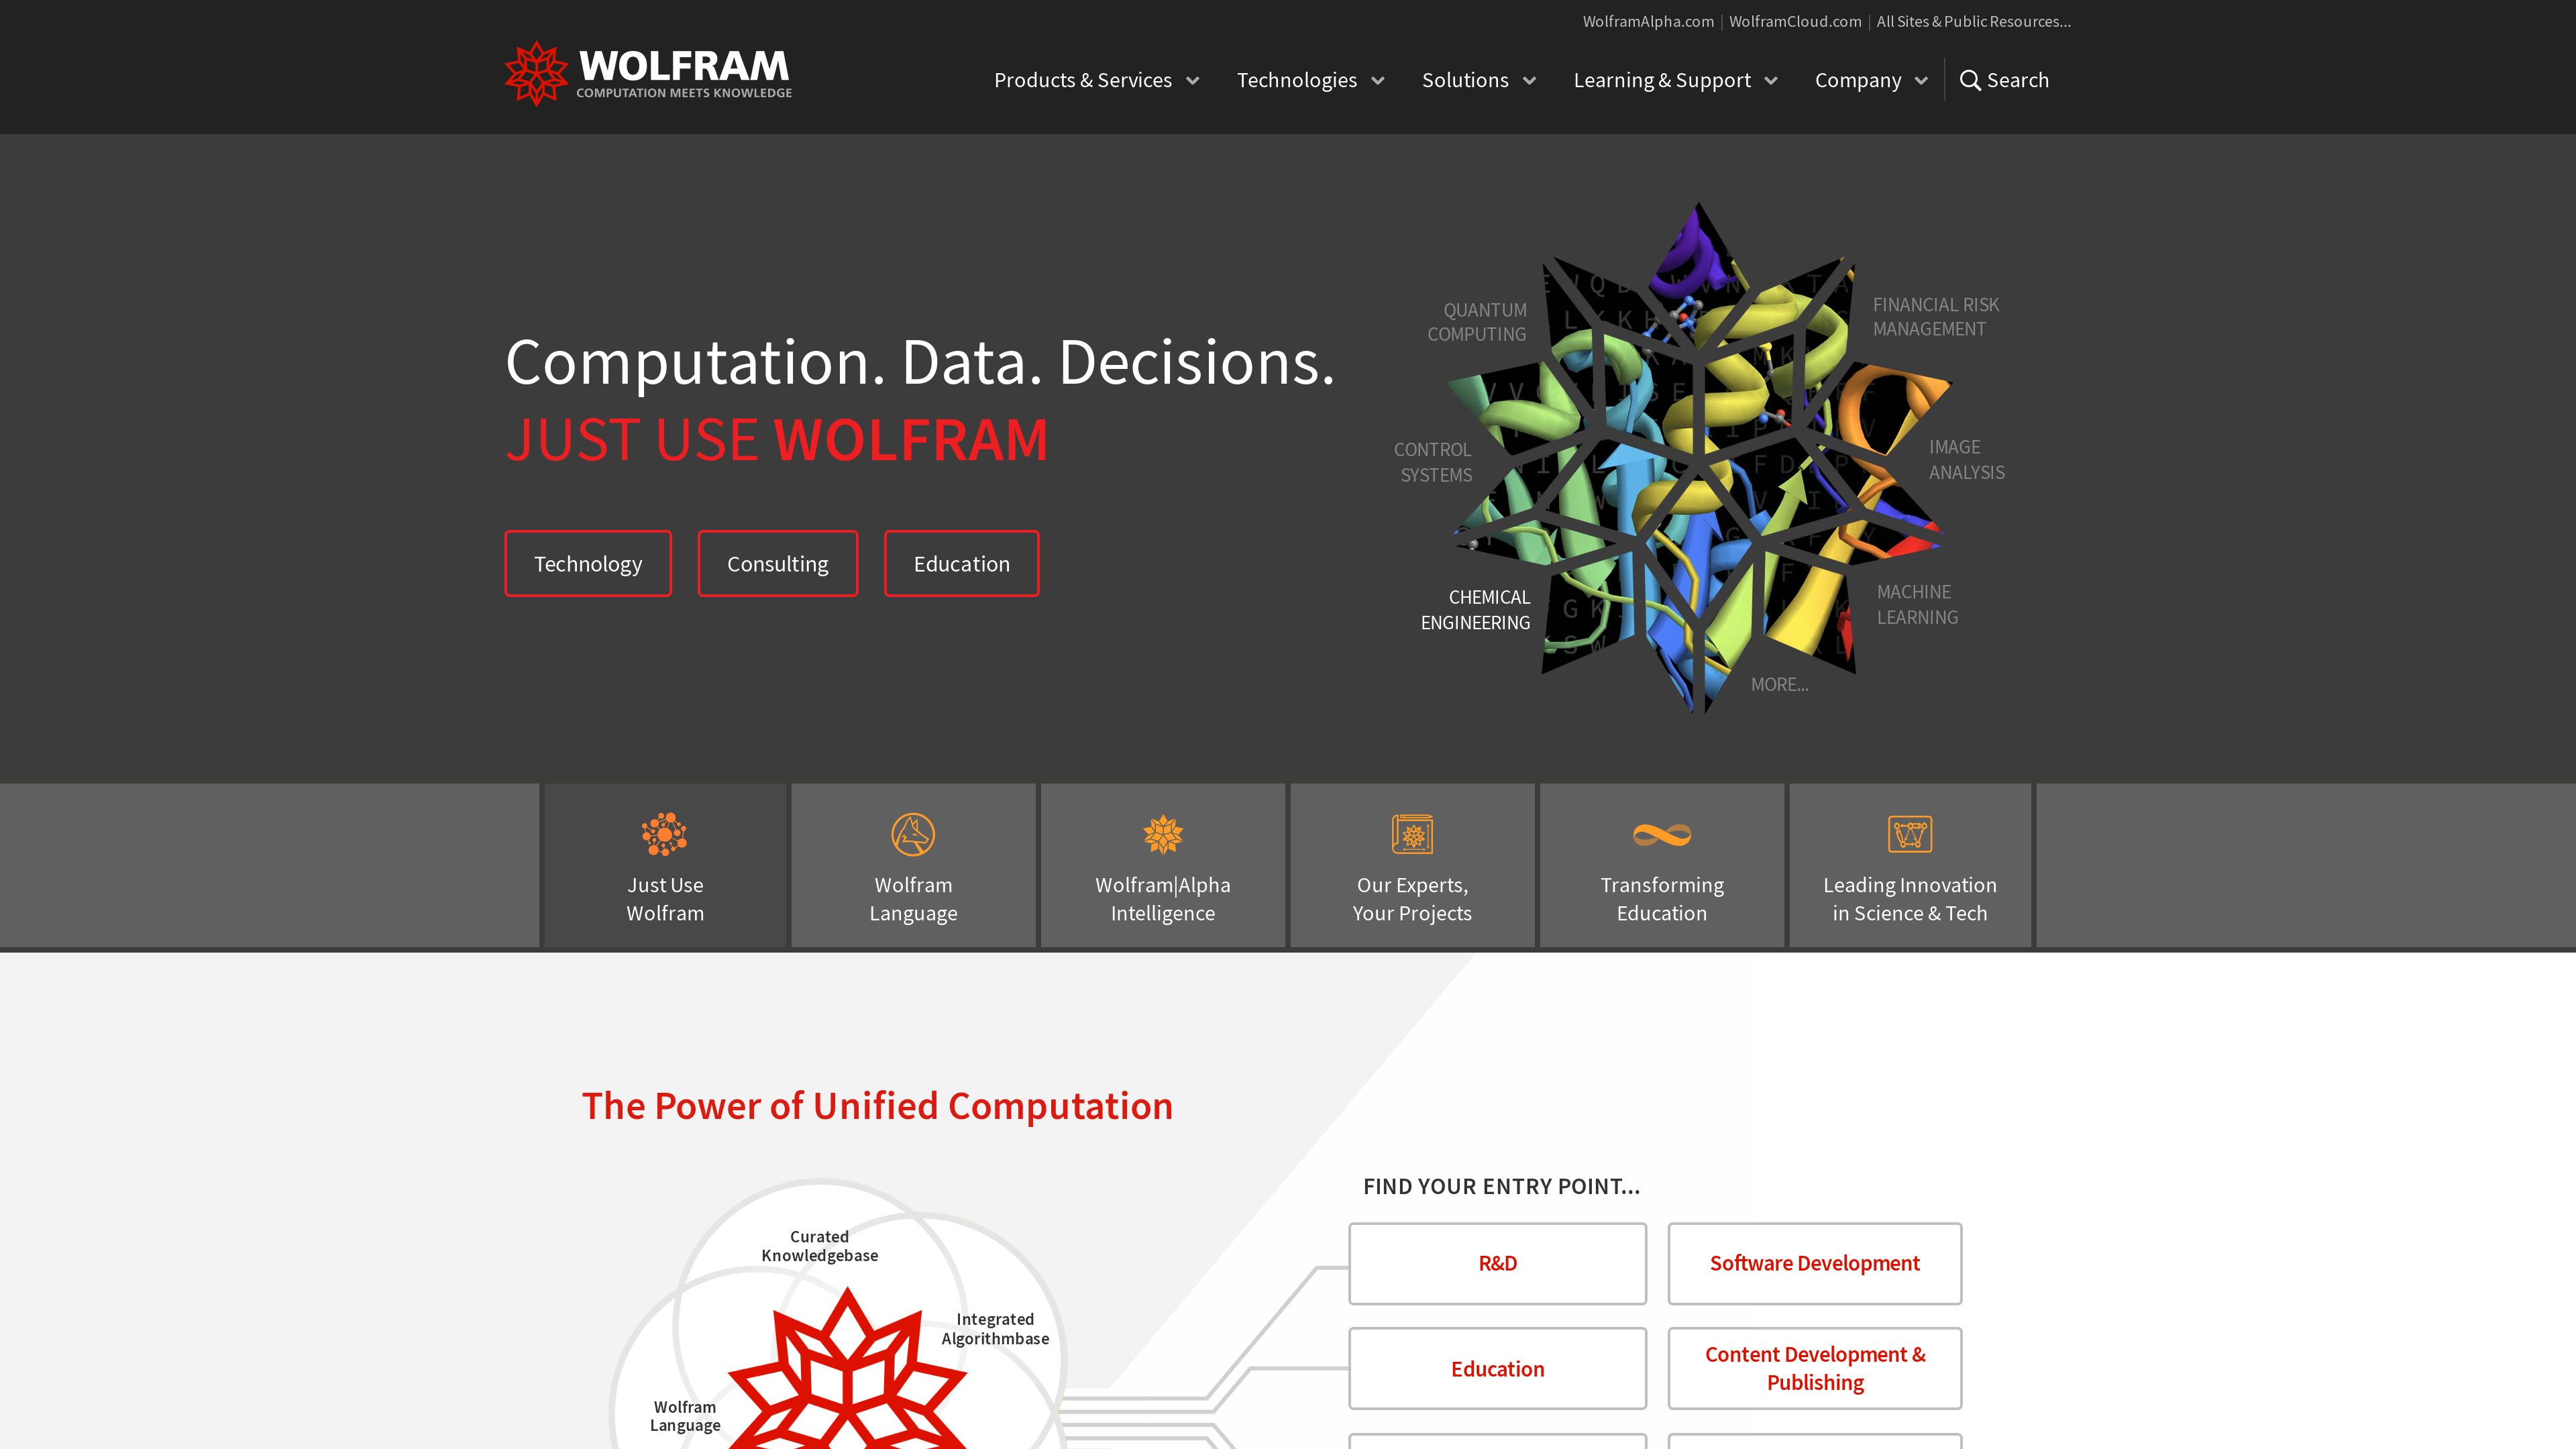 WolframAlpha.com | WolframCloud.com | All Sites & Public Resources...
WOLFRAM
COMPUTATION MEETS KNOWLEDGE
Products & Services
Technologies
Solutions
Learning & Support
Company
Search
Computation. Data. Decisions.
JUST USE WOLFRAM
Technology
Consulting
Education
QUANTUM
COMPUTING
FINANCIAL RISK
MANAGEMENT
CONTROL
SYSTEMS
IMAGE
ANALYSIS
CHEMICAL
ENGINEERING
MACHINE
LEARNING
MORE...
Just Use
Wolfram
Wolfram
Language
Wolfram|Alpha
Intelligence
Our Experts,
Your Projects
Transforming
Education
Leading Innovation
in Science & Tech
The Power of Unified Computation
Curated
Knowledgebase
Integrated
Algorithmbase
Wolfram
Language
FIND YOUR ENTRY POINT...
R&D
Software Development
Education
Content Development &
Publishing